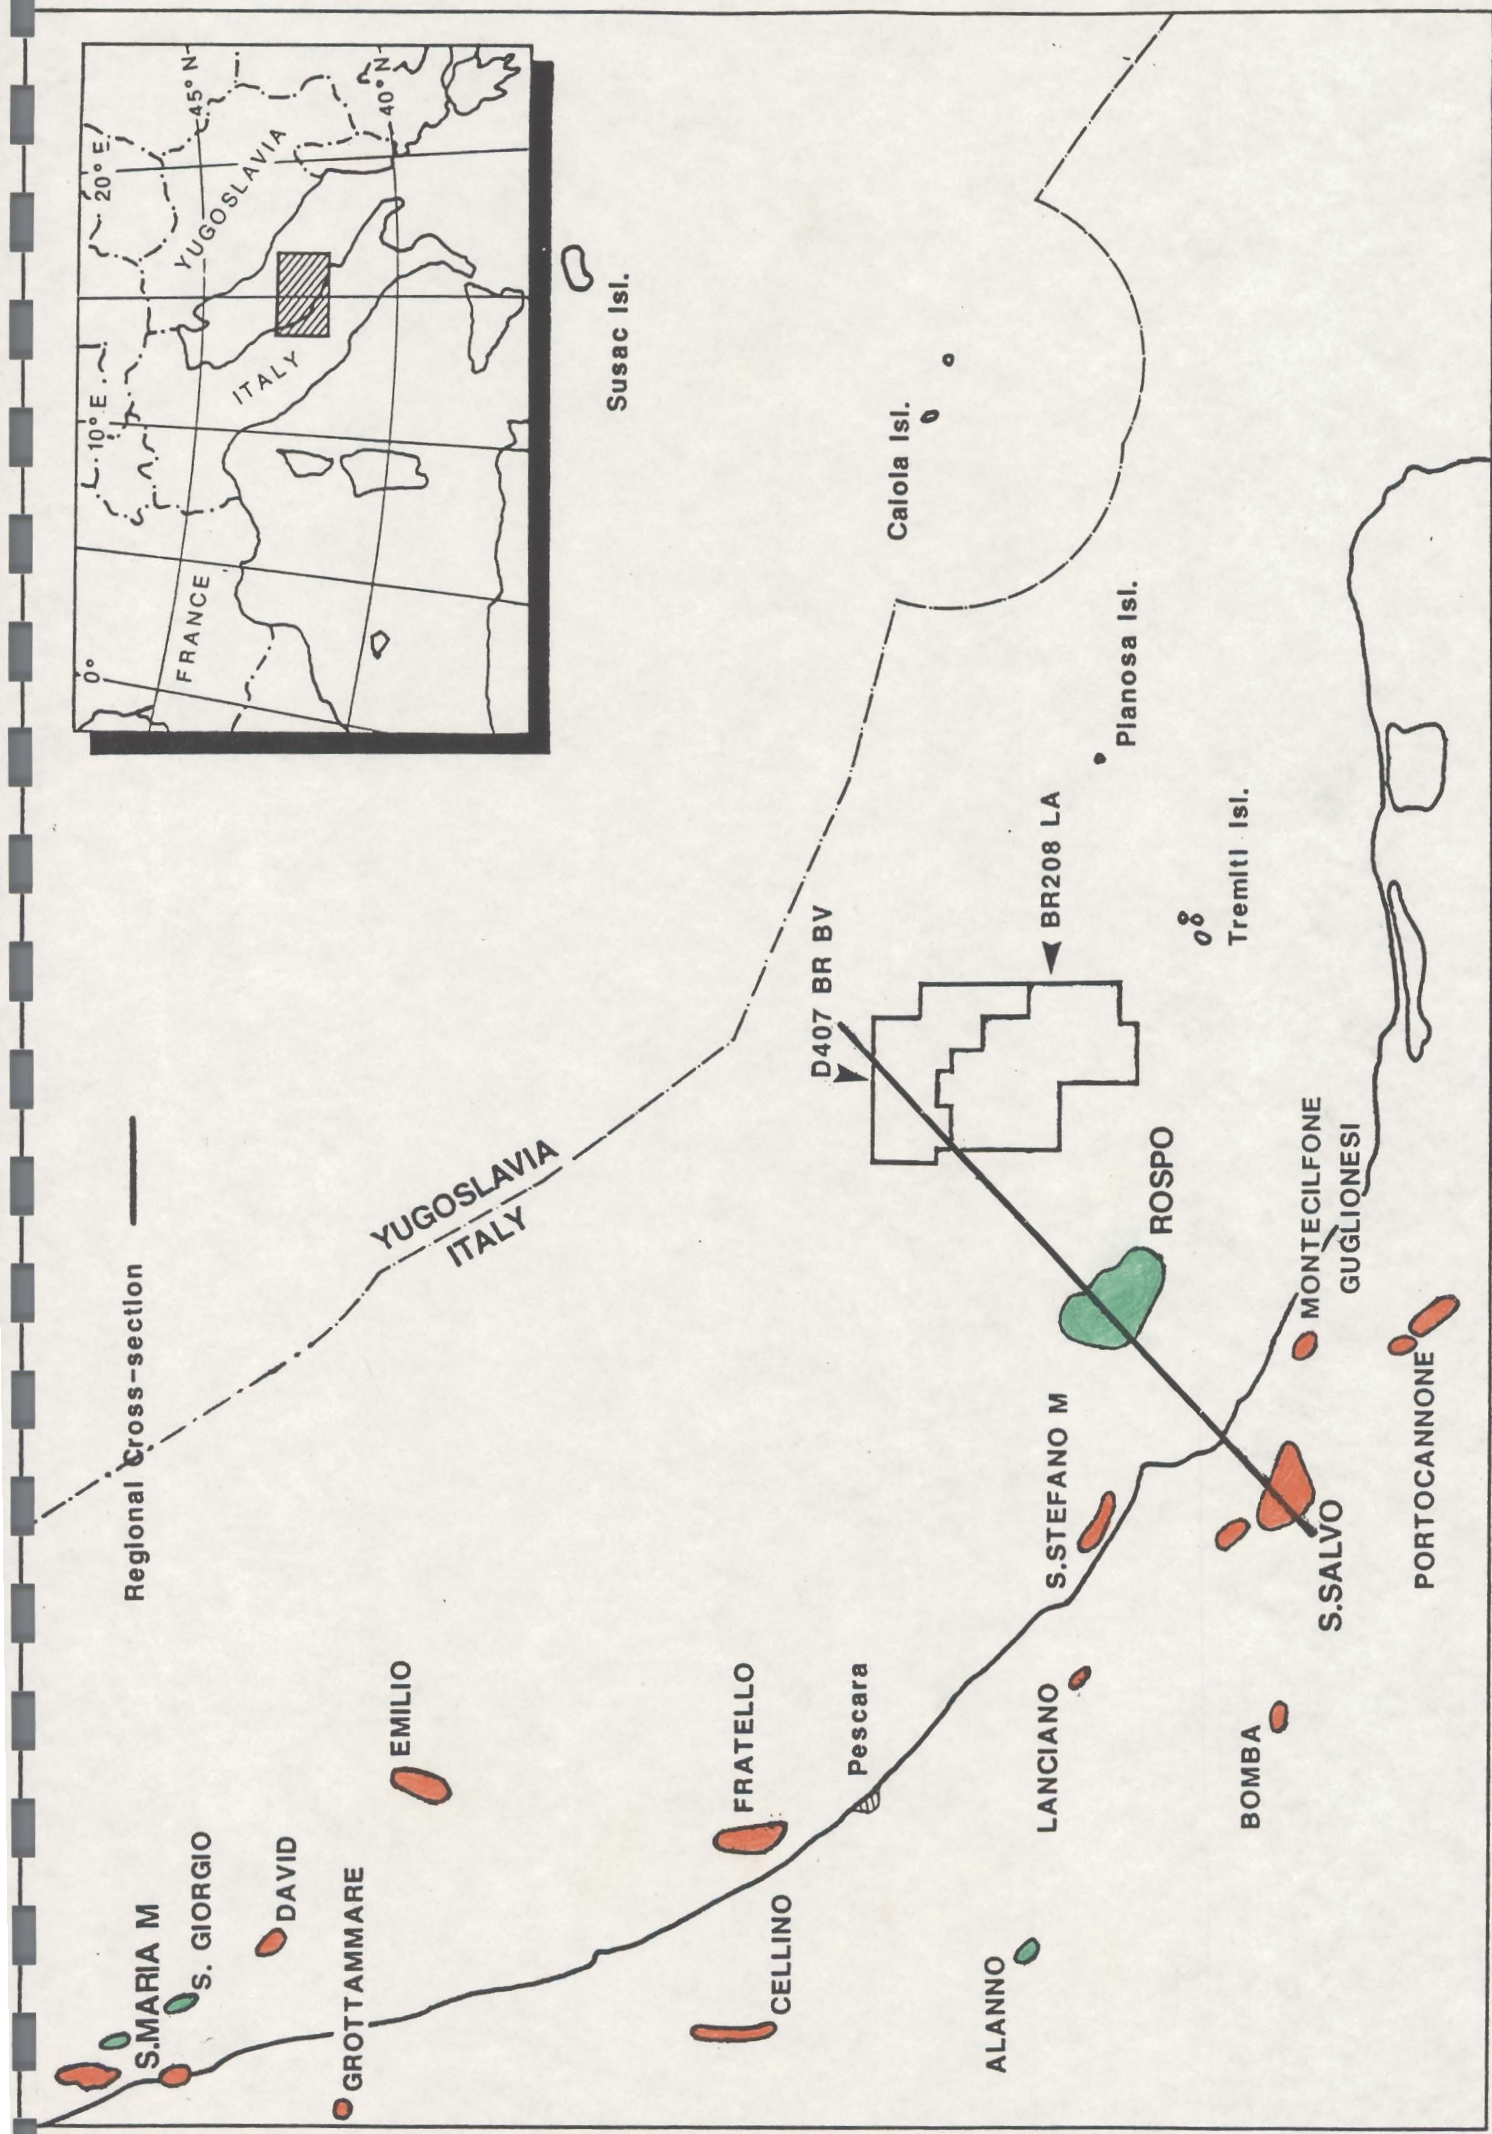 S.MARIA M
S. GIORGIO
DAVID
GROTTAMMARE
EMILIO
Regional Cross-section
YUGOSLAVIA
ITALY
0°
10° E
20° E
45° N
40° N
FRANCE
ITALY
YUGOSLAVIA
Susac Isl.
CELLINO
FRATELLO
Pescara
ALANNO
LANCIANO
BOMBA
S.STEFANO M
S.SALVO
PORTOCANNONE
MONTECILFONE
GUGLIONESI
ROSPO
D407 BR BV
BR208 LA
Tremiti Isl.
Pianosa Isl.
Caiola Isl.